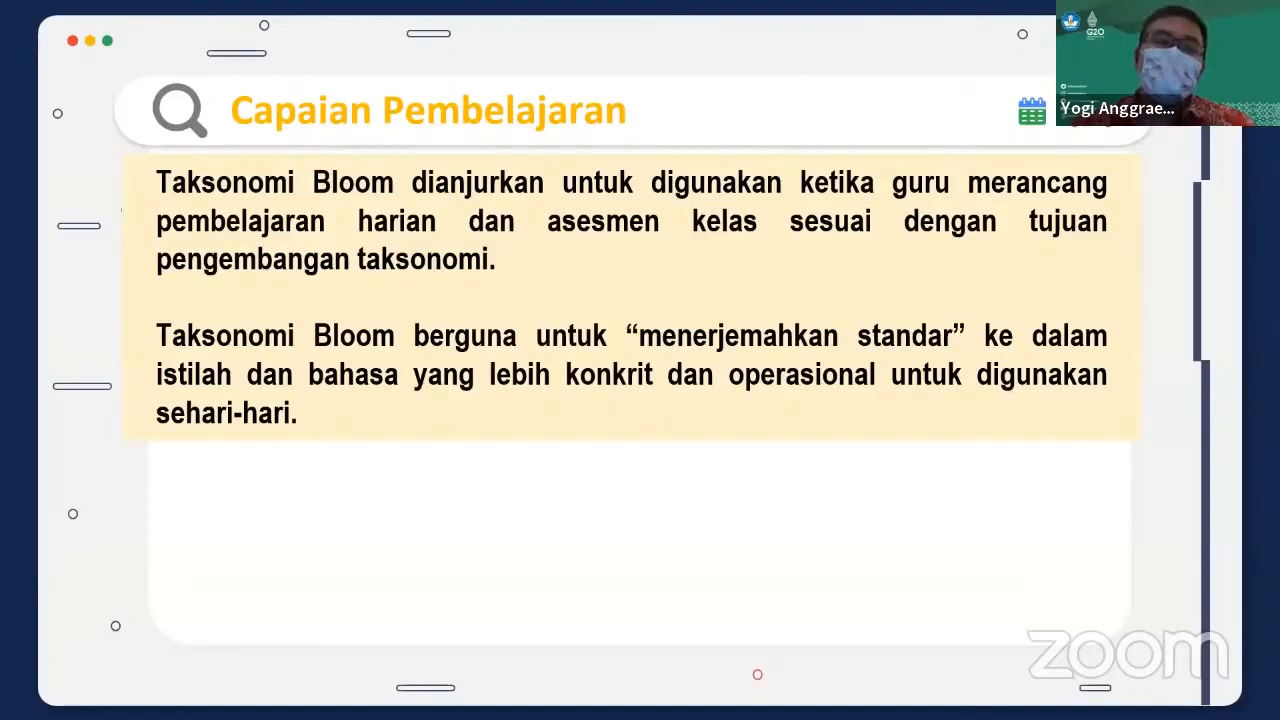 Capaian Pembelajaran
G20
Yogi Anggrae...
Taksonomi Bloom dianjurkan untuk digunakan ketika guru merancang
pembelajaran harian dan asesmen kelas sesuai dengan tujuan
pengembangan taksonomi.
Taksonomi Bloom berguna untuk “menerjemahkan standar” ke dalam
istilah dan bahasa yang lebih konkrit dan operasional untuk digunakan
sehari-hari.
zoom